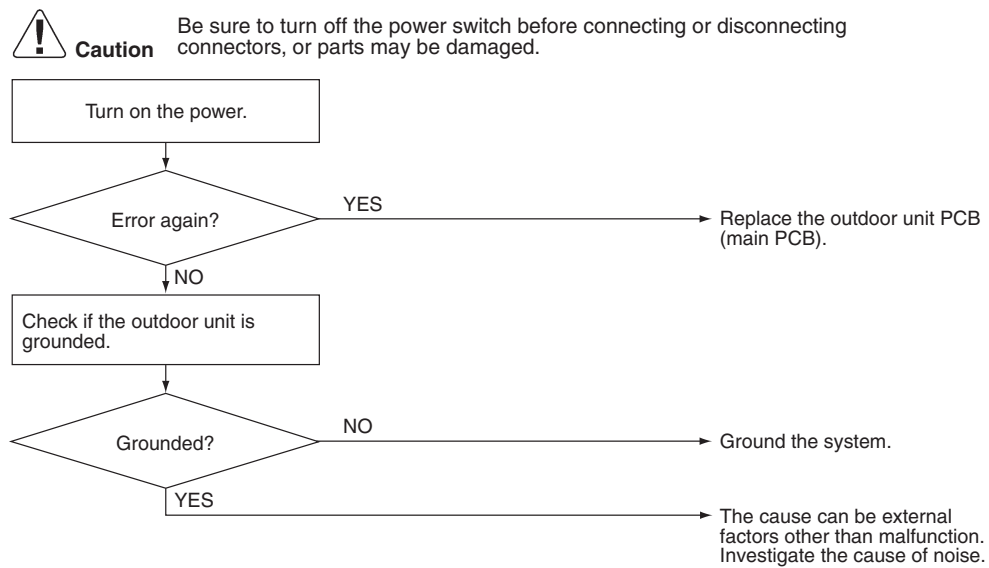 Be sure to turn off the power switch before connecting or disconnecting
Caution connectors, or parts may be damaged.
Turn on the power.
Error again?
YES
Replace the outdoor unit PCB
(main PCB).
NO
Check if the outdoor unit is
grounded.
Grounded?
NO
Ground the system.
YES
The cause can be external
factors other than malfunction.
Investigate the cause of noise.